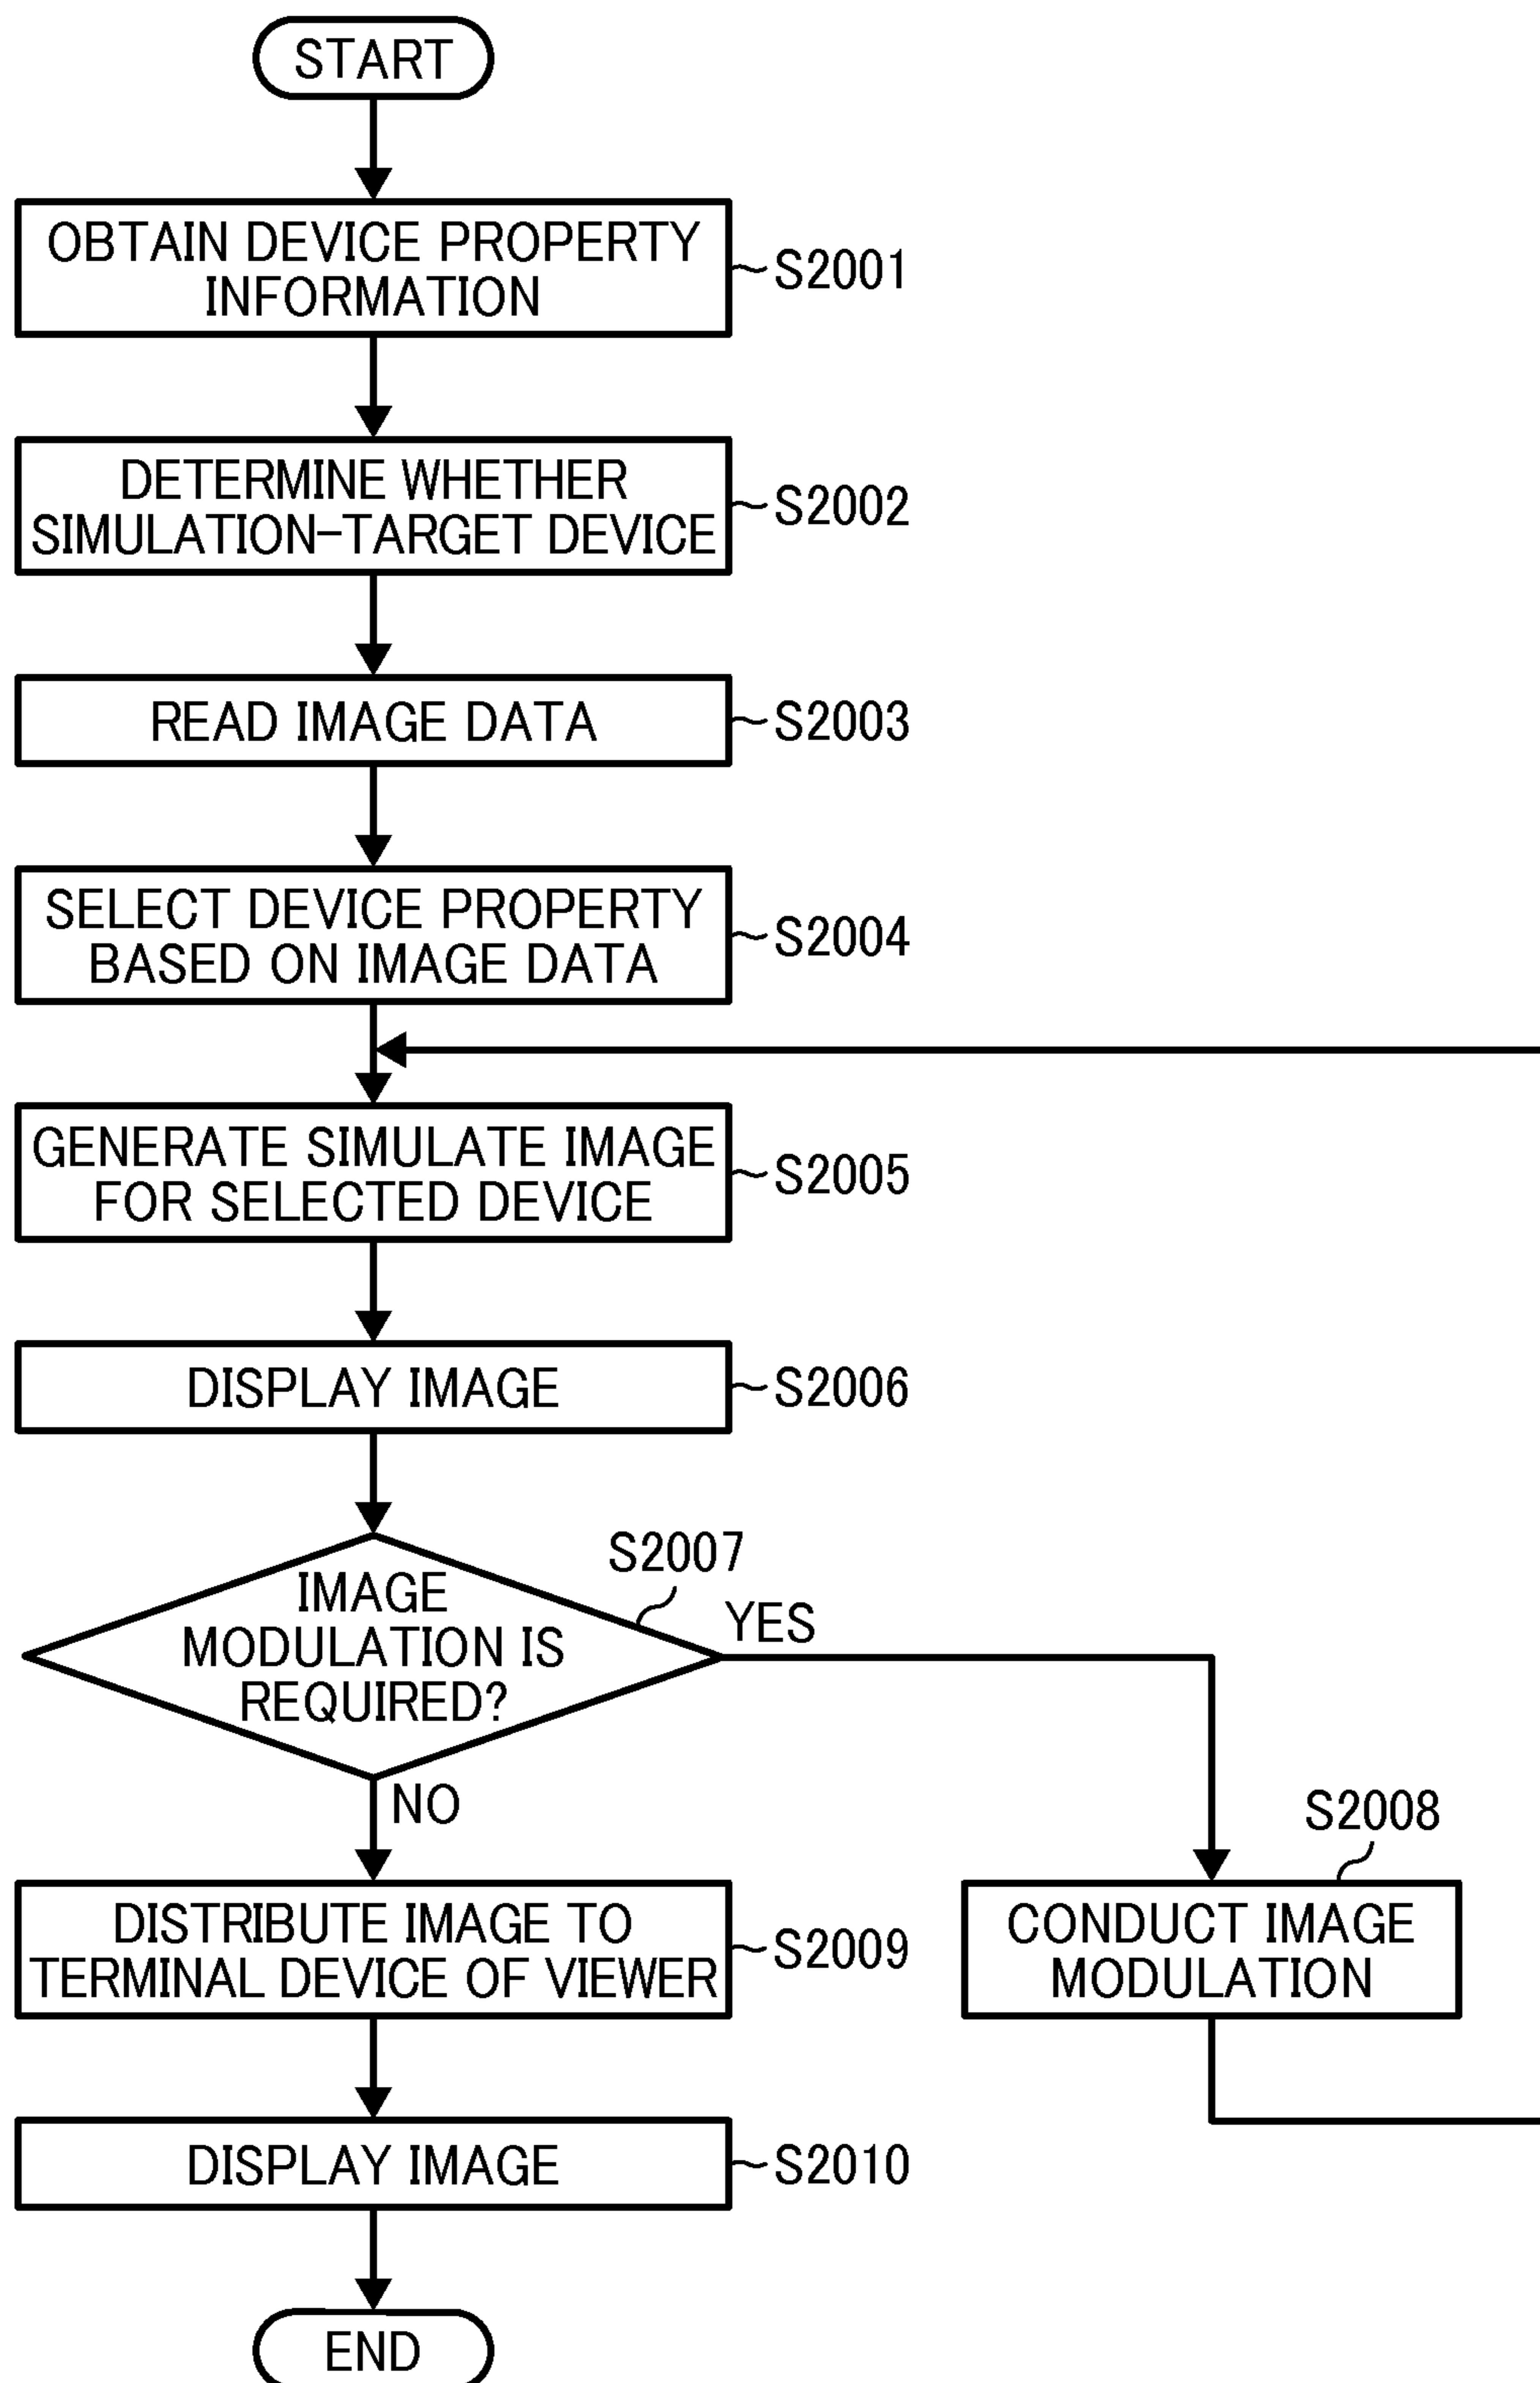 START
OBTAIN DEVICE PROPERTY
INFORMATION
S2001
DETERMINE WHETHER
SIMULATION-TARGET DEVICE
S2002
READ IMAGE DATA
S2003
SELECT DEVICE PROPERTY
BASED ON IMAGE DATA
S2004
GENERATE SIMULATE IMAGE
FOR SELECTED DEVICE
S2005
DISPLAY IMAGE
S2006
S2007
IMAGE
MODULATION IS
REQUIRED?
YES
NO
S2008
CONDUCT IMAGE
MODULATION
DISTRIBUTE IMAGE TO
TERMINAL DEVICE OF VIEWER
S2009
DISPLAY IMAGE
S2010
END